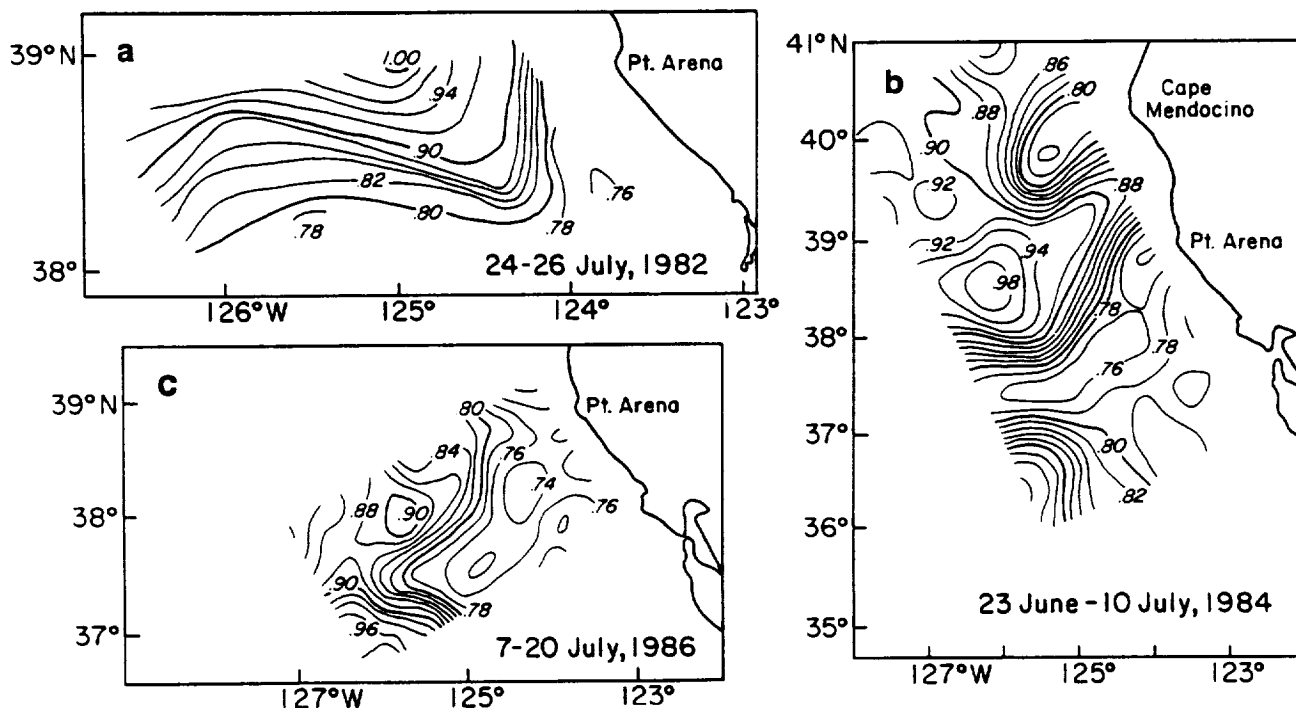 a
39°N
38°
1.00
.94
.90
.82
.80
.78
.78
.76
Pt. Arena
24-26 July, 1982
126°W
125°
124°
123°
b
41°N
40°
39°
38°
37°
36°
35°
.86
.80
.88
.90
.92
.88
.92
.94
.98
.78
.78
.76
.80
.82
Cape
Mendocino
Pt. Arena
23 June-10 July, 1984
127°W
125°
123°
c
39°N
38°
37°
.80
.84
.76
.74
.88
.90
.76
.90
.78
.96
Pt. Arena
7-20 July, 1986
127°W
125°
123°